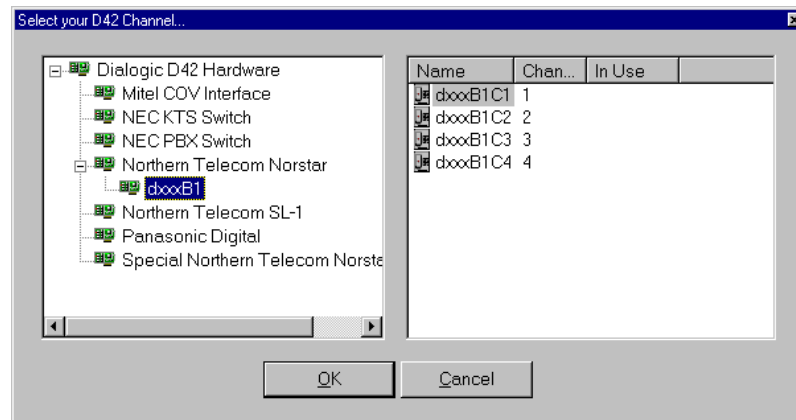 Select your D42 Channel...
Dialogic D42 Hardware
Mitel COV Interface
NEC KTS Switch
NEC PBX Switch
Northern Telecom Norstar
dxxxB1
Northern Telecom SL-1
Panasonic Digital
Special Northern Telecom Norsta
Name Chan... In Use
dxxxB1C1 1
dxxxB1C2 2
dxxxB1C3 3
dxxxB1C4 4
OK Cancel